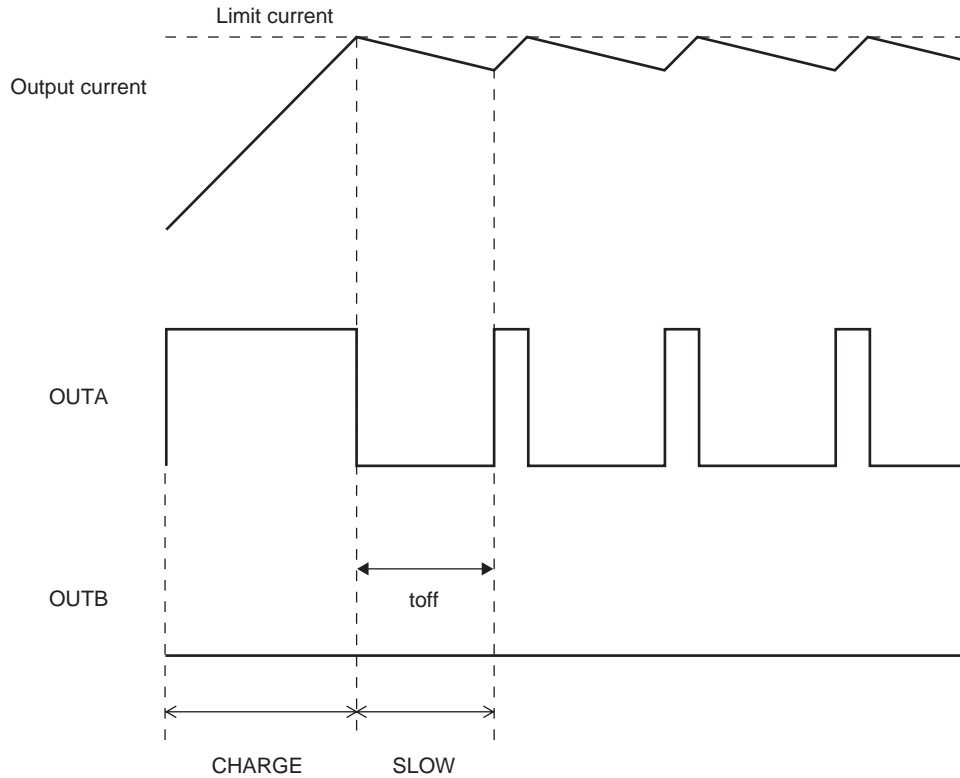 Limit current
Output current
OUTA
OUTB
toff
CHARGE
SLOW